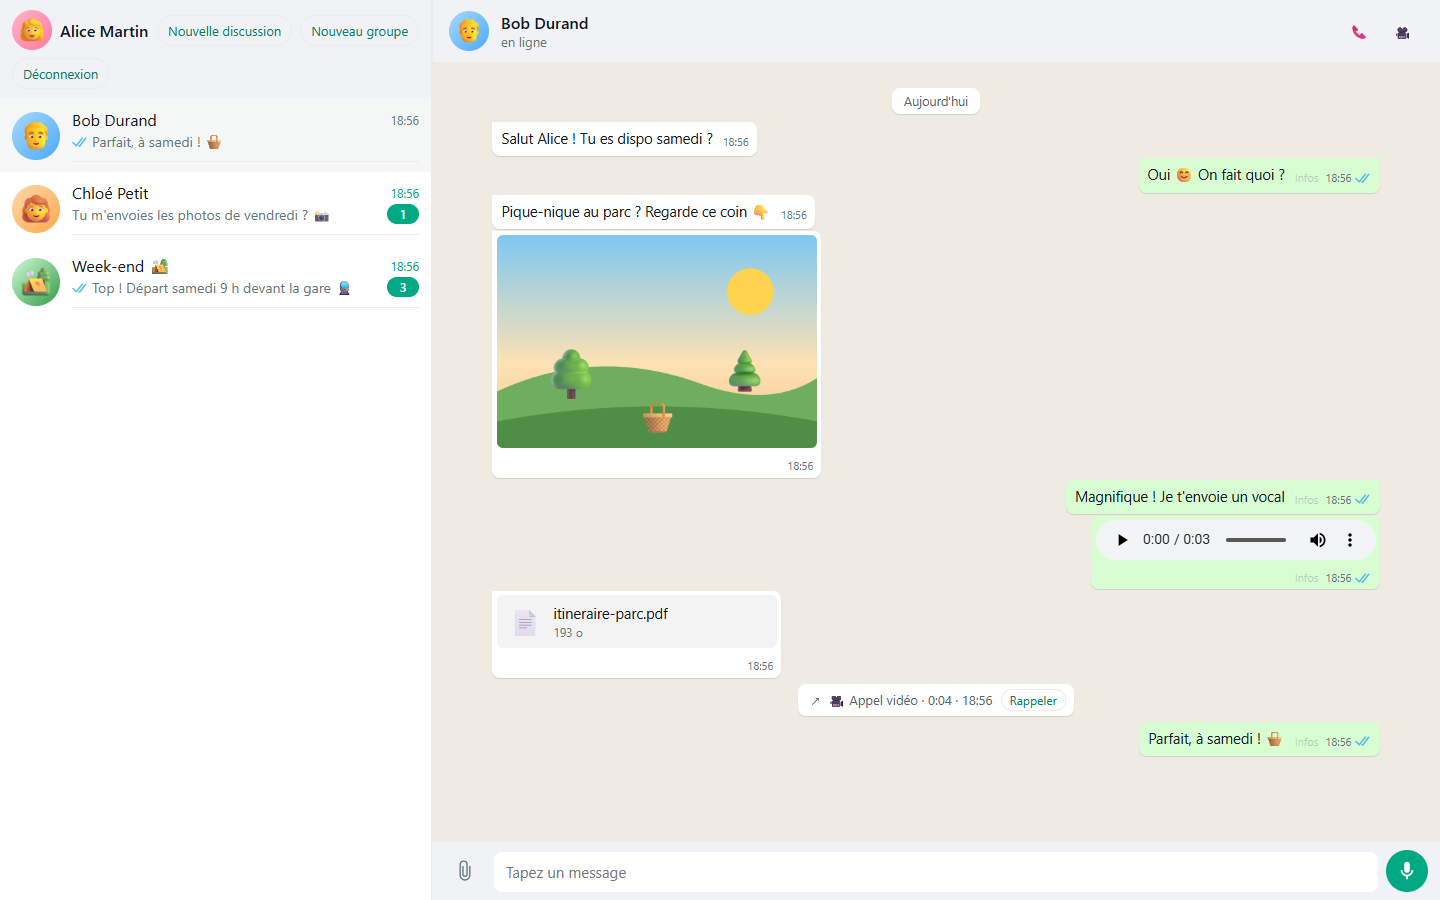 Alice Martin
Nouvelle discussion
Nouveau groupe
Déconnexion
Bob Durand
18:56
Parfait, à samedi ! 🧺
Chloé Petit
18:56
Tu m'envoies les photos de vendredi ? 📸
1
Week-end 🏕️
18:56
Top ! Départ samedi 9 h devant la gare 🚆
3
Bob Durand
en ligne
Aujourd'hui
Salut Alice ! Tu es dispo samedi ? 18:56
Oui 😊 On fait quoi ? Infos 18:56
Pique-nique au parc ? Regarde ce coin 👇 18:56
18:56
Magnifique ! Je t'envoie un vocal Infos 18:56
0:00 / 0:03
Infos 18:56
itineraire-parc.pdf
193 o
18:56
↗ 🎥 Appel vidéo · 0:04 · 18:56 Rappeler
Parfait, à samedi ! 🧺 Infos 18:56
Tapez un message